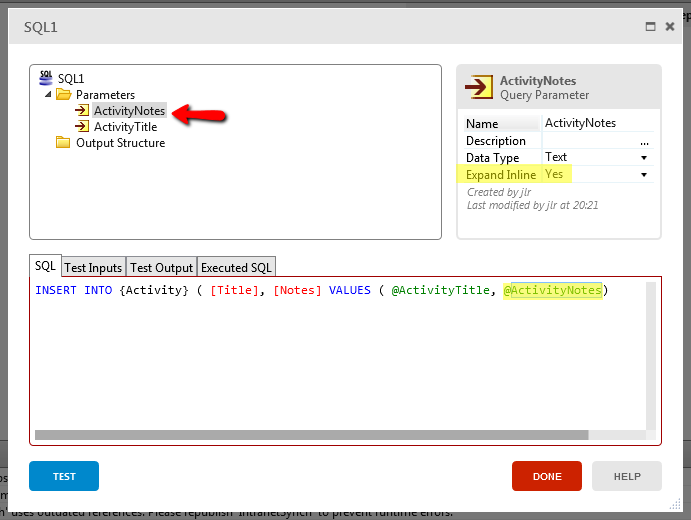 SQL1
SQL
SQL1
Parameters
ActivityNotes
ActivityTitle
Output Structure
ActivityNotes
Query Parameter
Name ActivityNotes
Description ...
Data Type Text
Expand Inline Yes
Created by jlr
Last modified by jlr at 20:21
SQL Test Inputs Test Output Executed SQL
INSERT INTO {Activity} ( [Title], [Notes] VALUES ( @ActivityTitle, @ActivityNotes)
TEST DONE HELP
uses outdated references. Please republish 'IntranetSynch' to prevent runtime errors.